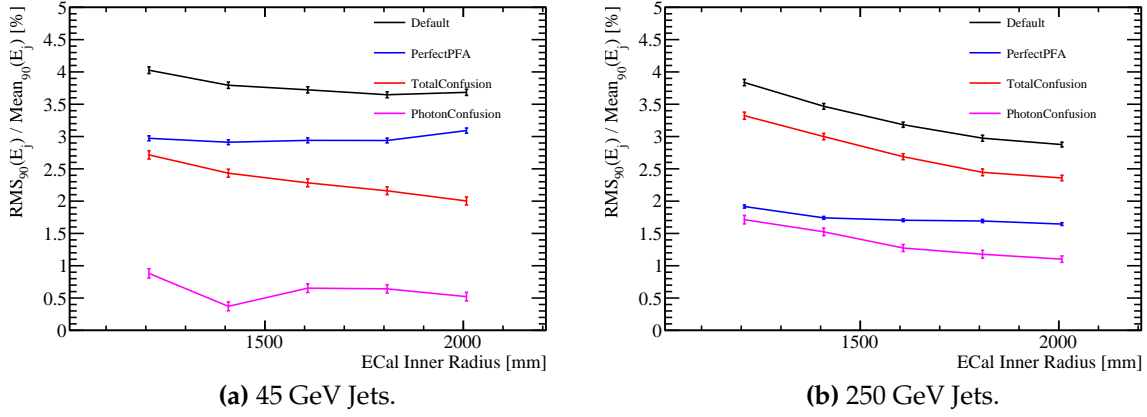 RMS90(Ej) / Mean90(Ej) [%]
5
4.5
4
3.5
3
2.5
2
1.5
1
0.5
0
Default
PerfectPFA
TotalConfusion
PhotonConfusion
1500
2000
ECal Inner Radius [mm]
(a) 45 GeV Jets.
RMS90(Ej) / Mean90(Ej) [%]
5
4.5
4
3.5
3
2.5
2
1.5
1
0.5
0
Default
PerfectPFA
TotalConfusion
PhotonConfusion
1500
2000
ECal Inner Radius [mm]
(b) 250 GeV Jets.